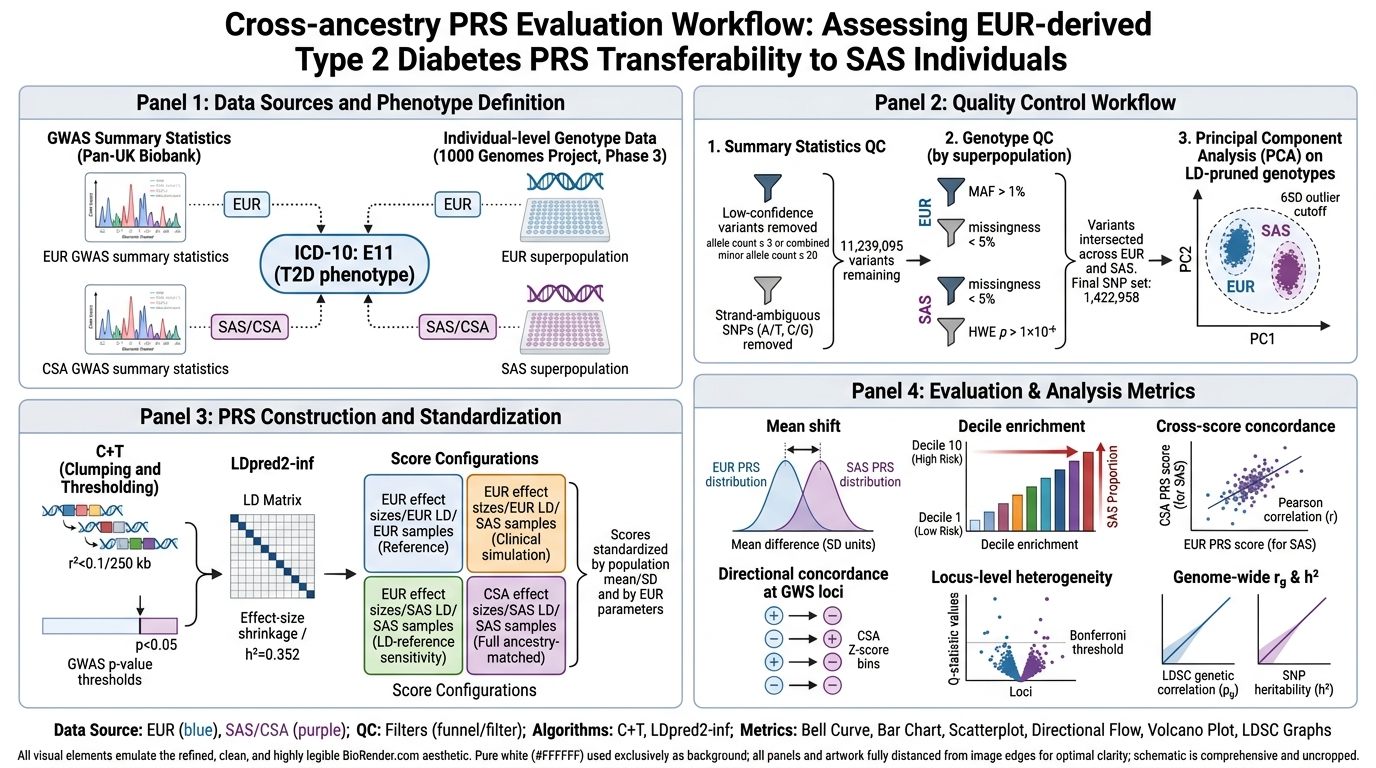 Cross-ancestry PRS Evaluation Workflow: Assessing EUR-derived
Type 2 Diabetes PRS Transferability to SAS Individuals
Panel 1: Data Sources and Phenotype Definition
GWAS Summary Statistics
(Pan-UK Biobank)
EUR
EUR GWAS summary statistics
Individual-level Genotype Data
(1000 Genomes Project, Phase 3)
EUR
EUR superpopulation
ICD-10: E11
(T2D phenotype)
SAS/CSA
CSA GWAS summary statistics
SAS/CSA
SAS superpopulation
Panel 2: Quality Control Workflow
1. Summary Statistics QC
Low-confidence
variants removed
allele count ≤ 3 or combined
minor allele count ≤ 20
Strand-ambiguous
SNPs (A/T, C/G)
removed
11,239,095
variants
remaining
2. Genotype QC
(by superpopulation)
EUR
MAF > 1%
missingness
< 5%
SAS
missingness
< 5%
HWE p > 1×10⁻⁴
Variants
intersected
across EUR
and SAS.
Final SNP set:
1,422,958
3. Principal Component
Analysis (PCA) on
LD-pruned genotypes
6SD outlier
cutoff
SAS
EUR
PC2
PC1
Panel 3: PRS Construction and Standardization
C+T
(Clumping and
Thresholding)
r²<0.1/250 kb
p<0.05
GWAS p-value
thresholds
LDpred2-inf
LD Matrix
Effect-size
shrinkage /
h²=0.352
Score Configurations
EUR effect
sizes/EUR LD/
EUR samples
(Reference)
EUR effect
stzes/EUR LD/
SAS samples
(Clinical
simulation)
EUR effect
sizes/SAS LD/
SAS samples
(LD-reference
sensitivity)
CSA effect
sizes/SAS LD/
SAS samples
(Full ancestry-
matched)
Score Configurations
Scores
standardized
by population
mean/SD
and by EUR
parameters
Panel 4: Evaluation & Analysis Metrics
Mean shift
EUR PRS
distribution
SAS PRS
distribution
Mean difference (SD units)
Decile enrichment
Decile 10
(High Risk)
Decile 1
(Low Risk)
SAS Proportion
Decile enrichment
Cross-score concordance
CSA PRS score
(for SAS)
Pearson
correlation (r)
EUR PRS score (for SAS)
Directional concordance
at GWS loci
+ −
− +
+ −
− −
CSA
Z-score
bins
Locus-level heterogeneity
Q-statistic values
Bonferroni
threshold
Loci
Genome-wide rg & h²
LDSC genetic
correlation (pg)
SNP
heritability (h²)
Data Source: EUR (blue), SAS/CSA (purple); QC: Filters (funnel/filter); Algorithms: C+T, LDpred2-inf; Metrics: Bell Curve, Bar Chart, Scatterplot, Directional Flow, Volcano Plot, LDSC Graphs
All visual elements emulate the refined, clean, and highly legible BioRender.com aesthetic. Pure white (#FFFFFF) used exclusively as background; all panels and artwork fully distanced from image edges for optimal clarity; schematic is comprehensive and uncropped.